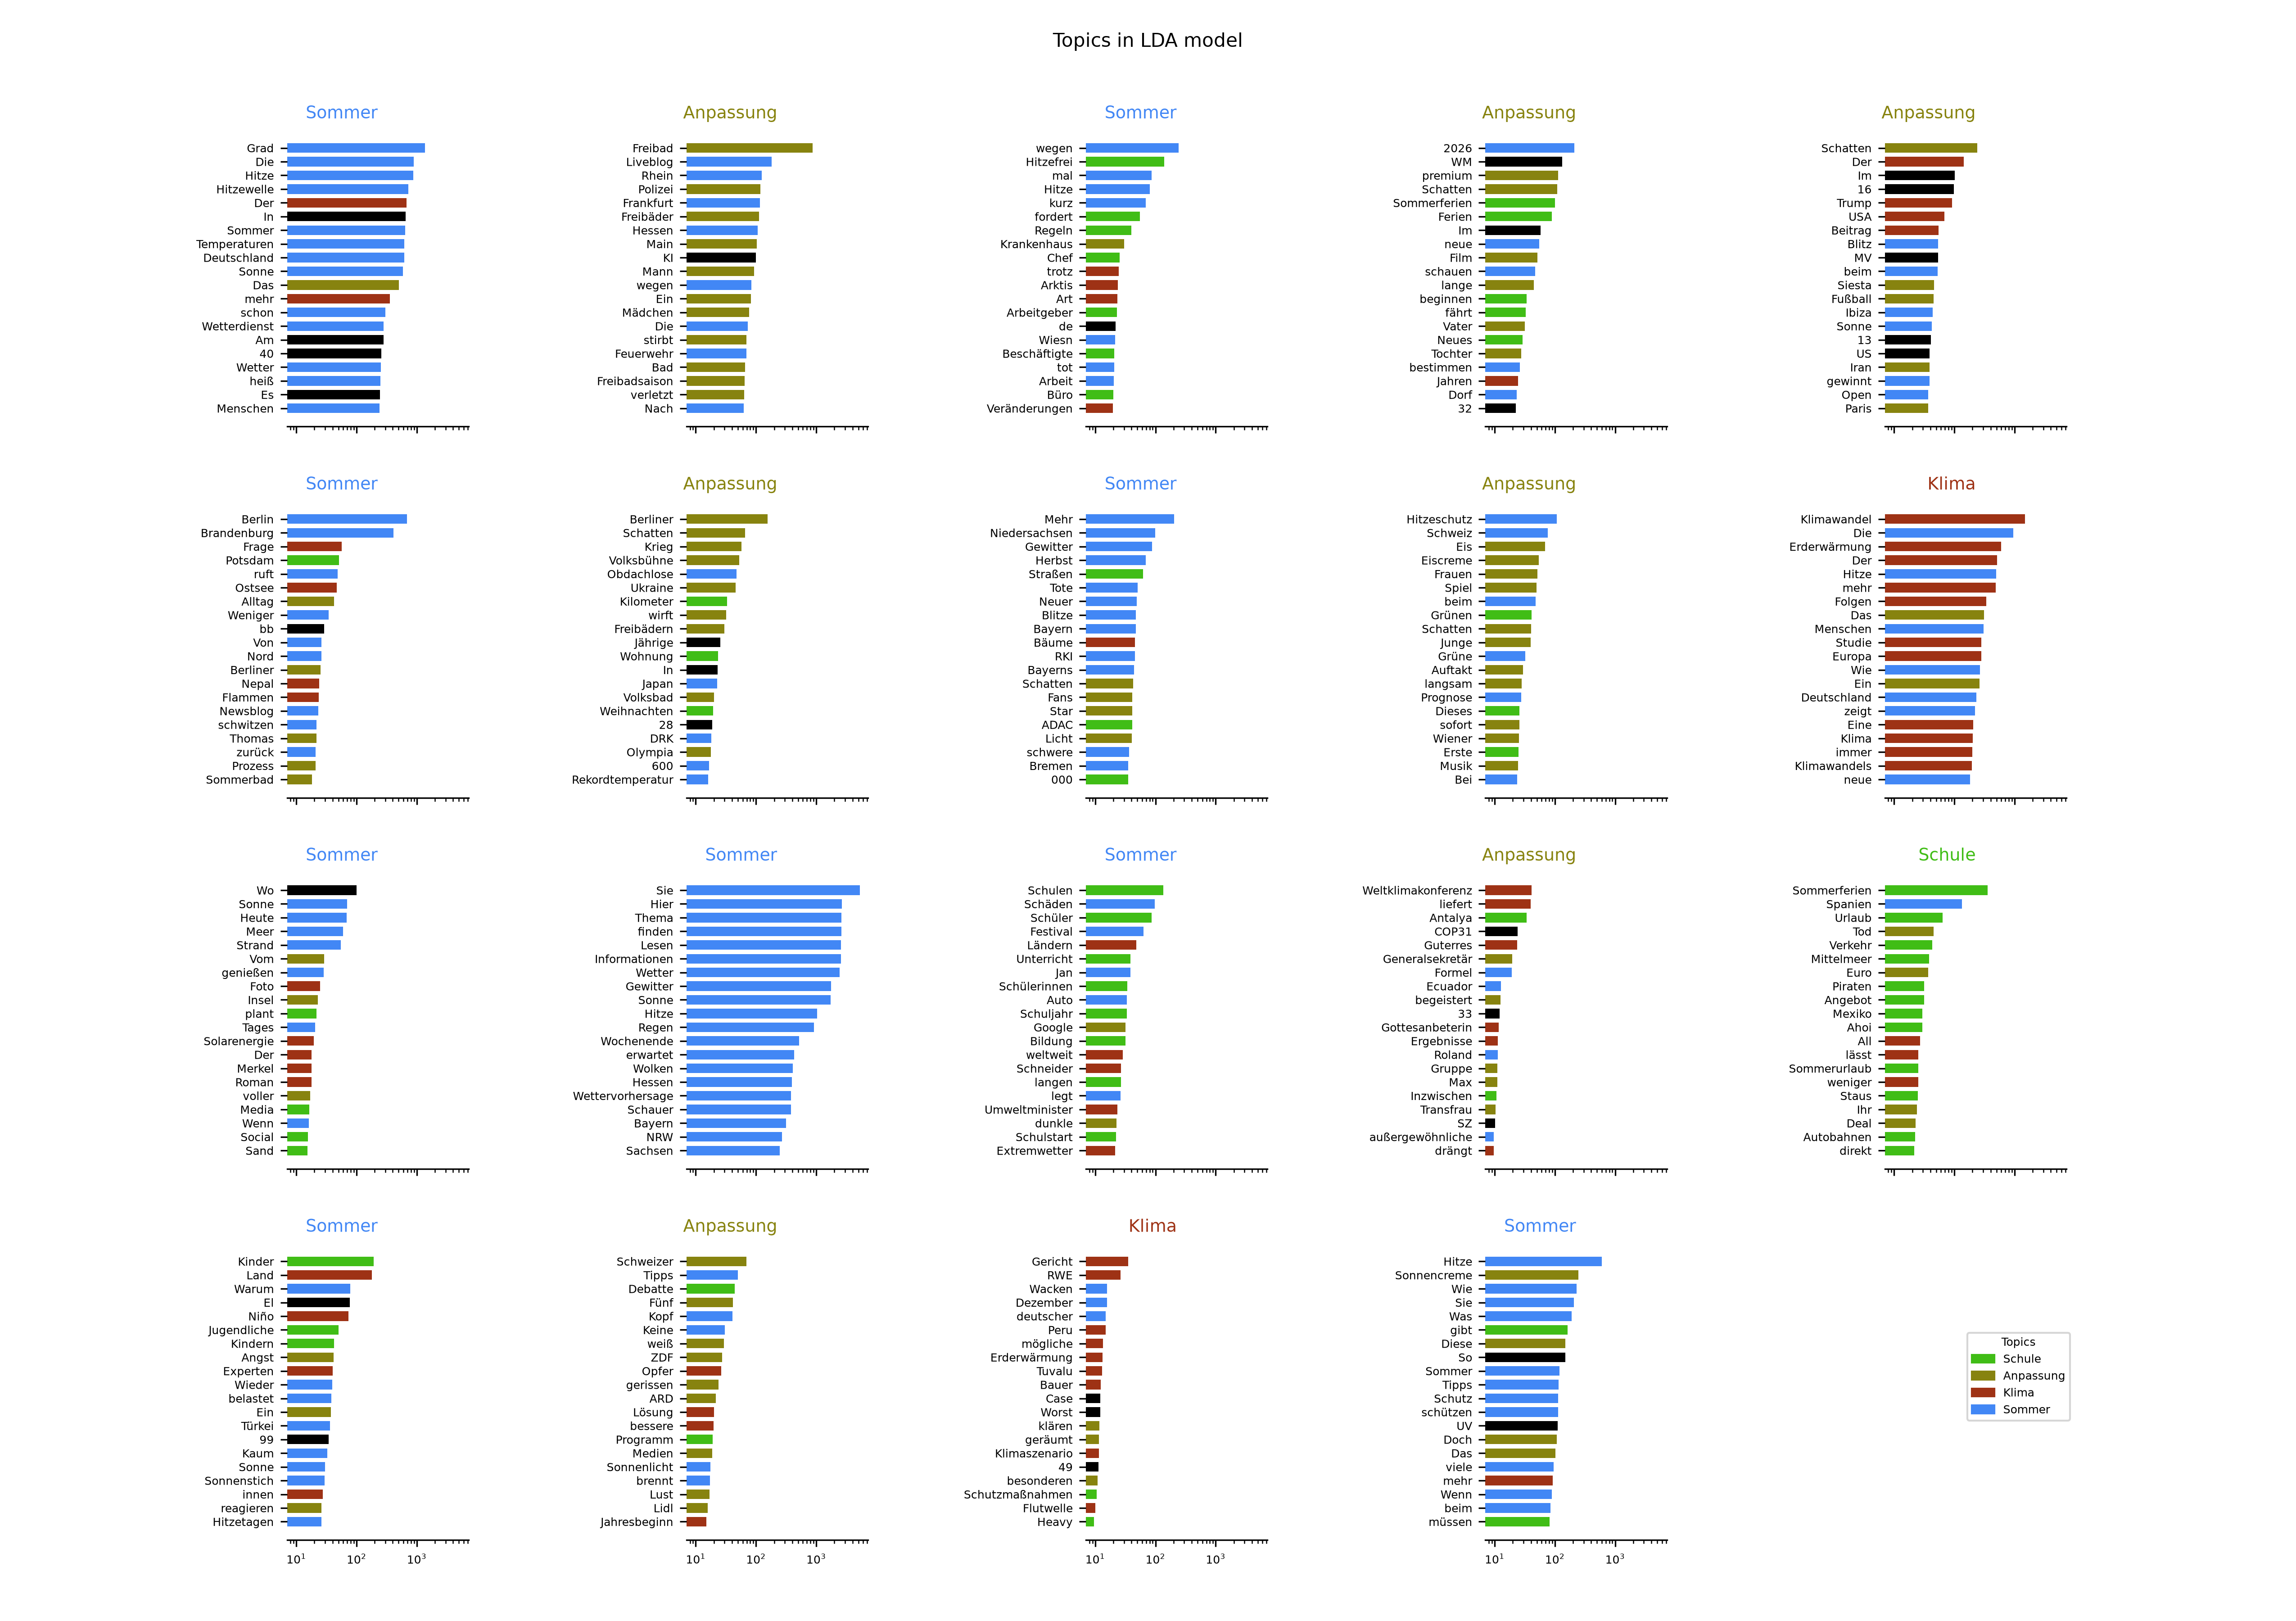 Topics in LDA model
Sommer
Grad
Die
Hitze
Hitzewelle
Der
In
Sommer
Temperaturen
Deutschland
Sonne
Das
mehr
schon
Wetterdienst
Am
40
Wetter
heiß
Es
Menschen
Anpassung
Freibad
Liveblog
Rhein
Polizei
Frankfurt
Freibäder
Hessen
Main
KI
Mann
wegen
Ein
Mädchen
Die
stirbt
Feuerwehr
Bad
Freibadsaison
verletzt
Nach
Sommer
wegen
Hitzefrei
mal
Hitze
kurz
fordert
Regeln
Krankenhaus
Chef
trotz
Arktis
Art
Arbeitgeber
de
Wiesn
Beschäftigte
tot
Arbeit
Büro
Veränderungen
Anpassung
2026
WM
premium
Schatten
Sommerferien
Ferien
Im
neue
Film
schauen
lange
beginnen
fährt
Vater
Neues
Tochter
bestimmen
Jahren
Dorf
32
Anpassung
Schatten
Der
Im
16
Trump
USA
Beitrag
Blitz
MV
beim
Siesta
Fußball
Ibiza
Sonne
13
US
Iran
gewinnt
Open
Paris
Sommer
Berlin
Brandenburg
Frage
Potsdam
ruft
Ostsee
Alltag
Weniger
bb
Von
Nord
Berliner
Nepal
Flammen
Newsblog
schwitzen
Thomas
zurück
Prozess
Sommerbad
Anpassung
Berliner
Schatten
Krieg
Volksbühne
Obdachlose
Ukraine
Kilometer
wirft
Freibädern
Jährige
Wohnung
In
Japan
Volksbad
Weihnachten
28
DRK
Olympia
600
Rekordtemperatur
Sommer
Mehr
Niedersachsen
Gewitter
Herbst
Straßen
Tote
Neuer
Blitze
Bayern
Bäume
RKI
Bayerns
Schatten
Fans
Star
ADAC
Licht
schwere
Bremen
000
Anpassung
Hitzeschutz
Schweiz
Eis
Eiscreme
Frauen
Spiel
beim
Grünen
Schatten
Junge
Grüne
Auftakt
langsam
Prognose
Dieses
sofort
Wiener
Erste
Musik
Bei
Klima
Klimawandel
Die
Erderwärmung
Der
Hitze
mehr
Folgen
Das
Menschen
Studie
Europa
Wie
Ein
Deutschland
zeigt
Eine
Klima
immer
Klimawandels
neue
Sommer
Wo
Sonne
Heute
Meer
Strand
Vom
genießen
Foto
Insel
plant
Tages
Solarenergie
Der
Merkel
Roman
voller
Media
Wenn
Social
Sand
Sommer
Sie
Hier
Thema
finden
Lesen
Informationen
Wetter
Gewitter
Sonne
Hitze
Regen
Wochenende
erwartet
Wolken
Hessen
Wettervorhersage
Schauer
Bayern
NRW
Sachsen
Sommer
Schulen
Schäden
Schüler
Festival
Ländern
Unterricht
Jan
Schülerinnen
Auto
Schuljahr
Google
Bildung
weltweit
Schneider
langen
legt
Umweltminister
dunkle
Schulstart
Extremwetter
Anpassung
Weltklimakonferenz
liefert
Antalya
COP31
Guterres
Generalsekretär
Formel
Ecuador
begeistert
33
Gottesanbeterin
Ergebnisse
Roland
Gruppe
Max
Inzwischen
Transfrau
SZ
außergewöhnliche
drängt
Schule
Sommerferien
Spanien
Urlaub
Tod
Verkehr
Mittelmeer
Euro
Piraten
Angebot
Mexiko
Ahoi
All
lässt
Sommerurlaub
weniger
Staus
Ihr
Deal
Autobahnen
direkt
Sommer
Kinder
Land
Warum
El
Niño
Jugendliche
Kindern
Angst
Experten
Wieder
belastet
Ein
Türkei
99
Kaum
Sonne
Sonnenstich
innen
reagieren
Hitzetagen
10¹ 10² 10³
Anpassung
Schweizer
Tipps
Debatte
Fünf
Kopf
Keine
weiß
ZDF
Opfer
gerissen
ARD
Lösung
bessere
Programm
Medien
Sonnenlicht
brennt
Lust
Lidl
Jahresbeginn
10¹ 10² 10³
Klima
Gericht
RWE
Wacken
Dezember
deutscher
Peru
mögliche
Erderwärmung
Tuvalu
Bauer
Case
Worst
klären
geräumt
Klimaszenario
49
besonderen
Schutzmaßnahmen
Flutwelle
Heavy
10¹ 10² 10³
Sommer
Hitze
Sonnencreme
Wie
Sie
Was
gibt
Diese
So
Sommer
Tipps
Schutz
schützen
UV
Doch
Das
viele
mehr
Wenn
beim
müssen
10¹ 10² 10³
Topics
Schule
Anpassung
Klima
Sommer